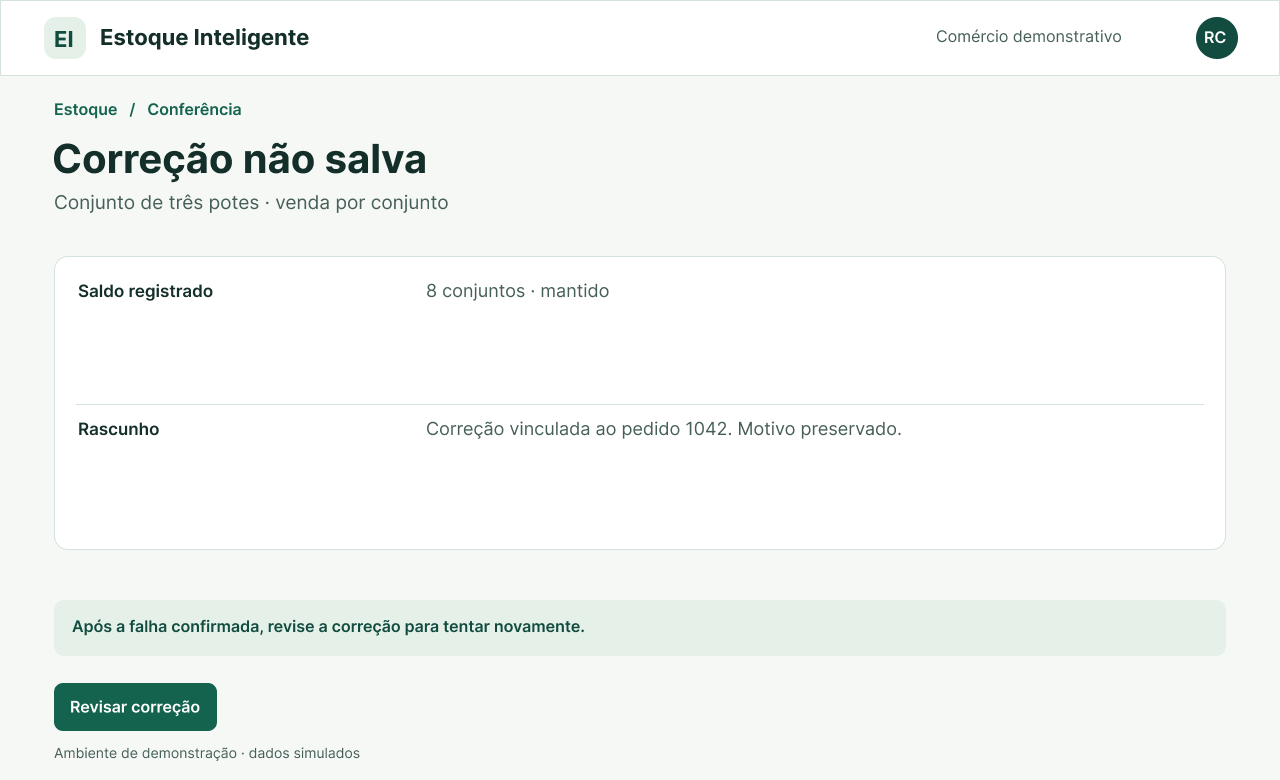 EI Estoque Inteligente Comércio demonstrativo RC
Estoque / Conferência
Correção não salva
Conjunto de três potes · venda por conjunto
Saldo registrado 8 conjuntos · mantido
Rascunho Correção vinculada ao pedido 1042. Motivo preservado.
Após a falha confirmada, revise a correção para tentar novamente.
Revisar correção
Ambiente de demonstração · dados simulados